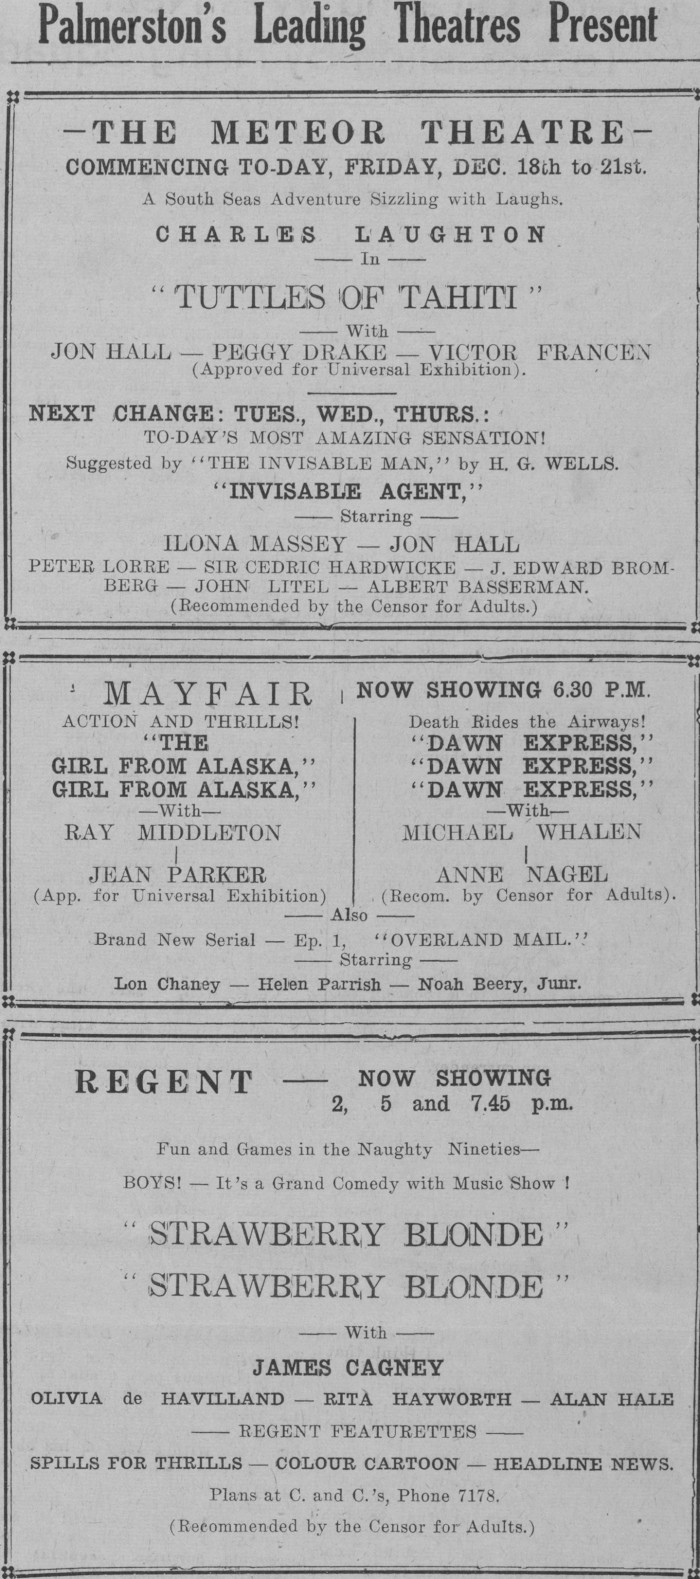 Palmerston's Leading Theatres Present
—THE METEOR THEATRE—
COMMENCING TO-DAY, FRIDAY, DEC. 18th to 21st.
A South Seas Adventure Sizzling with Laughs.
CHARLES LAUGHTON
—— In ——
" TUTTLES OF TAHITI "
—— With ——
JON HALL — PEGGY DRAKE — VICTOR FRANCEN
(Approved for Universal Exhibition).
NEXT CHANGE: TUES., WED., THURS.:
TO-DAY'S MOST AMAZING SENSATION!
Suggested by "THE INVISABLE MAN," by H. G. WELLS.
"INVISABLE AGENT,"
—— Starring ——
ILONA MASSEY — JON HALL
PETER LORRE — SIR CEDRIC HARDWICKE — J. EDWARD BROM-
BERG — JOHN LITEL — ALBERT BASSERMAN.
(Recommended by the Censor for Adults.)
MAYFAIR | NOW SHOWING 6.30 P.M.
ACTION AND THRILLS!
"THE
GIRL FROM ALASKA,"
GIRL FROM ALASKA,"
—With—
RAY MIDDLETON
|
JEAN PARKER
(App. for Universal Exhibition)
Death Rides the Airways!
"DAWN EXPRESS,"
"DAWN EXPRESS,"
"DAWN EXPRESS,"
—With—
MICHAEL WHALEN
|
ANNE NAGEL
(Recom. by Censor for Adults).
—— Also ——
Brand New Serial — Ep. 1, "OVERLAND MAIL."
—— Starring ——
Lon Chaney — Helen Parrish — Noah Beery, Junr.
REGENT — NOW SHOWING
2, 5 and 7.45 p.m.
Fun and Games in the Naughty Nineties—
BOYS! — It's a Grand Comedy with Music Show !
" STRAWBERRY BLONDE "
" STRAWBERRY BLONDE "
—— With ——
JAMES CAGNEY
OLIVIA de HAVILLAND — RITA HAYWORTH — ALAN HALE
—— REGENT FEATURETTES ——
SPILLS FOR THRILLS — COLOUR CARTOON — HEADLINE NEWS.
Plans at C. and C.'s, Phone 7178.
(Recommended by the Censor for Adults.)